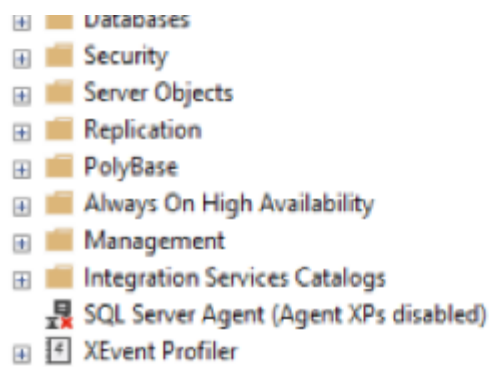 Databases
Security
Server Objects
Replication
PolyBase
Always On High Availability
Management
Integration Services Catalogs
SQL Server Agent (Agent XPs disabled)
XEvent Profiler